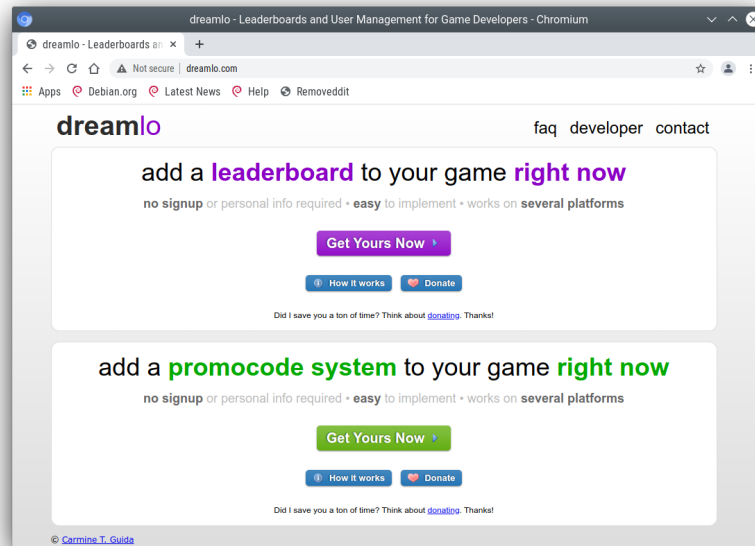 dreamlo - Leaderboards and User Management for Game Developers - Chromium
dreamlo - Leaderboards an
Not secure | dreamlo.com
Apps Debian.org Latest News Help Removeddit
dreamlo faq developer contact
add a leaderboard to your game right now
no signup or personal info required • easy to implement • works on several platforms
Get Yours Now
How it works Donate
Did I save you a ton of time? Think about donating. Thanks!
add a promocode system to your game right now
no signup or personal info required • easy to implement • works on several platforms
Get Yours Now
How it works Donate
Did I save you a ton of time? Think about donating. Thanks!
© Carmine T. Guida